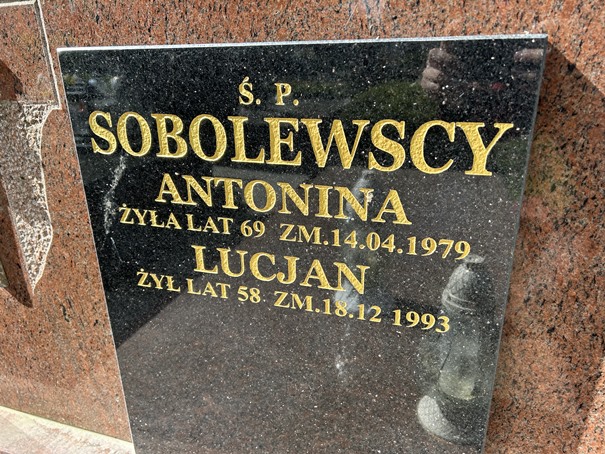 Ś. P.
SOBOLEWSCY
ANTONINA
ŻYŁA LAT 69 ZM.14.04.1979
LUCJAN
ŻYŁ LAT 58 ZM.18.12 1993